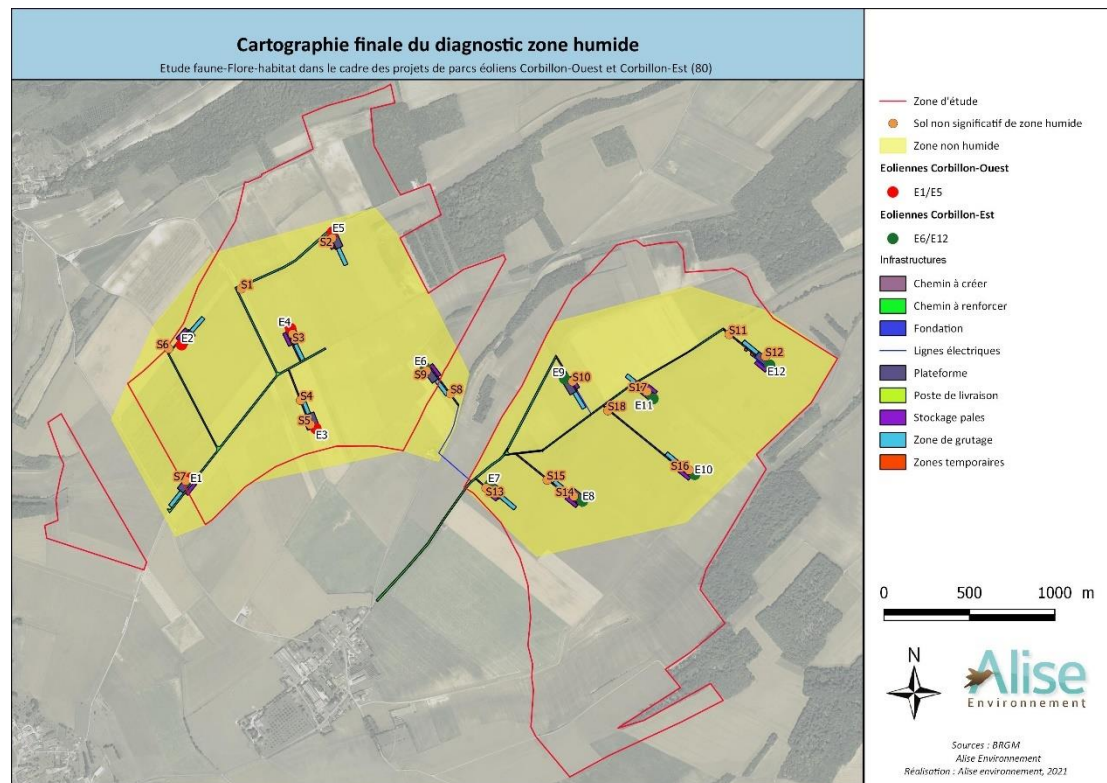 Cartographie finale du diagnostic zone humide
Etude faune-Flore-habitat dans le cadre des projets de parcs éoliens Corbillon-Ouest et Corbillon-Est (80)
Zone d'étude
Sol non significatif de zone humide
Zone non humide
Eoliennes Corbillon-Ouest
E1/E5
Eoliennes Corbillon-Est
E6/E12
Infrastructures
Chemin à créer
Chemin à renforcer
Fondation
Lignes électriques
Plateforme
Poste de livraison
Stockage pales
Zone de grutage
Zones temporaires
E5
S2
S1
E4
S3
E2
S6
S11
S12
E12
E6
S9
S8
E9
S10
S17
E11
S18
S4
S5
E3
S16
E10
S7
E1
E7
S13
S15
S14
E8
0 500 1000 m
N
Alise
Environnement
Sources : BRGM
Alise Environnement
Réalisation : Alise environnement, 2021